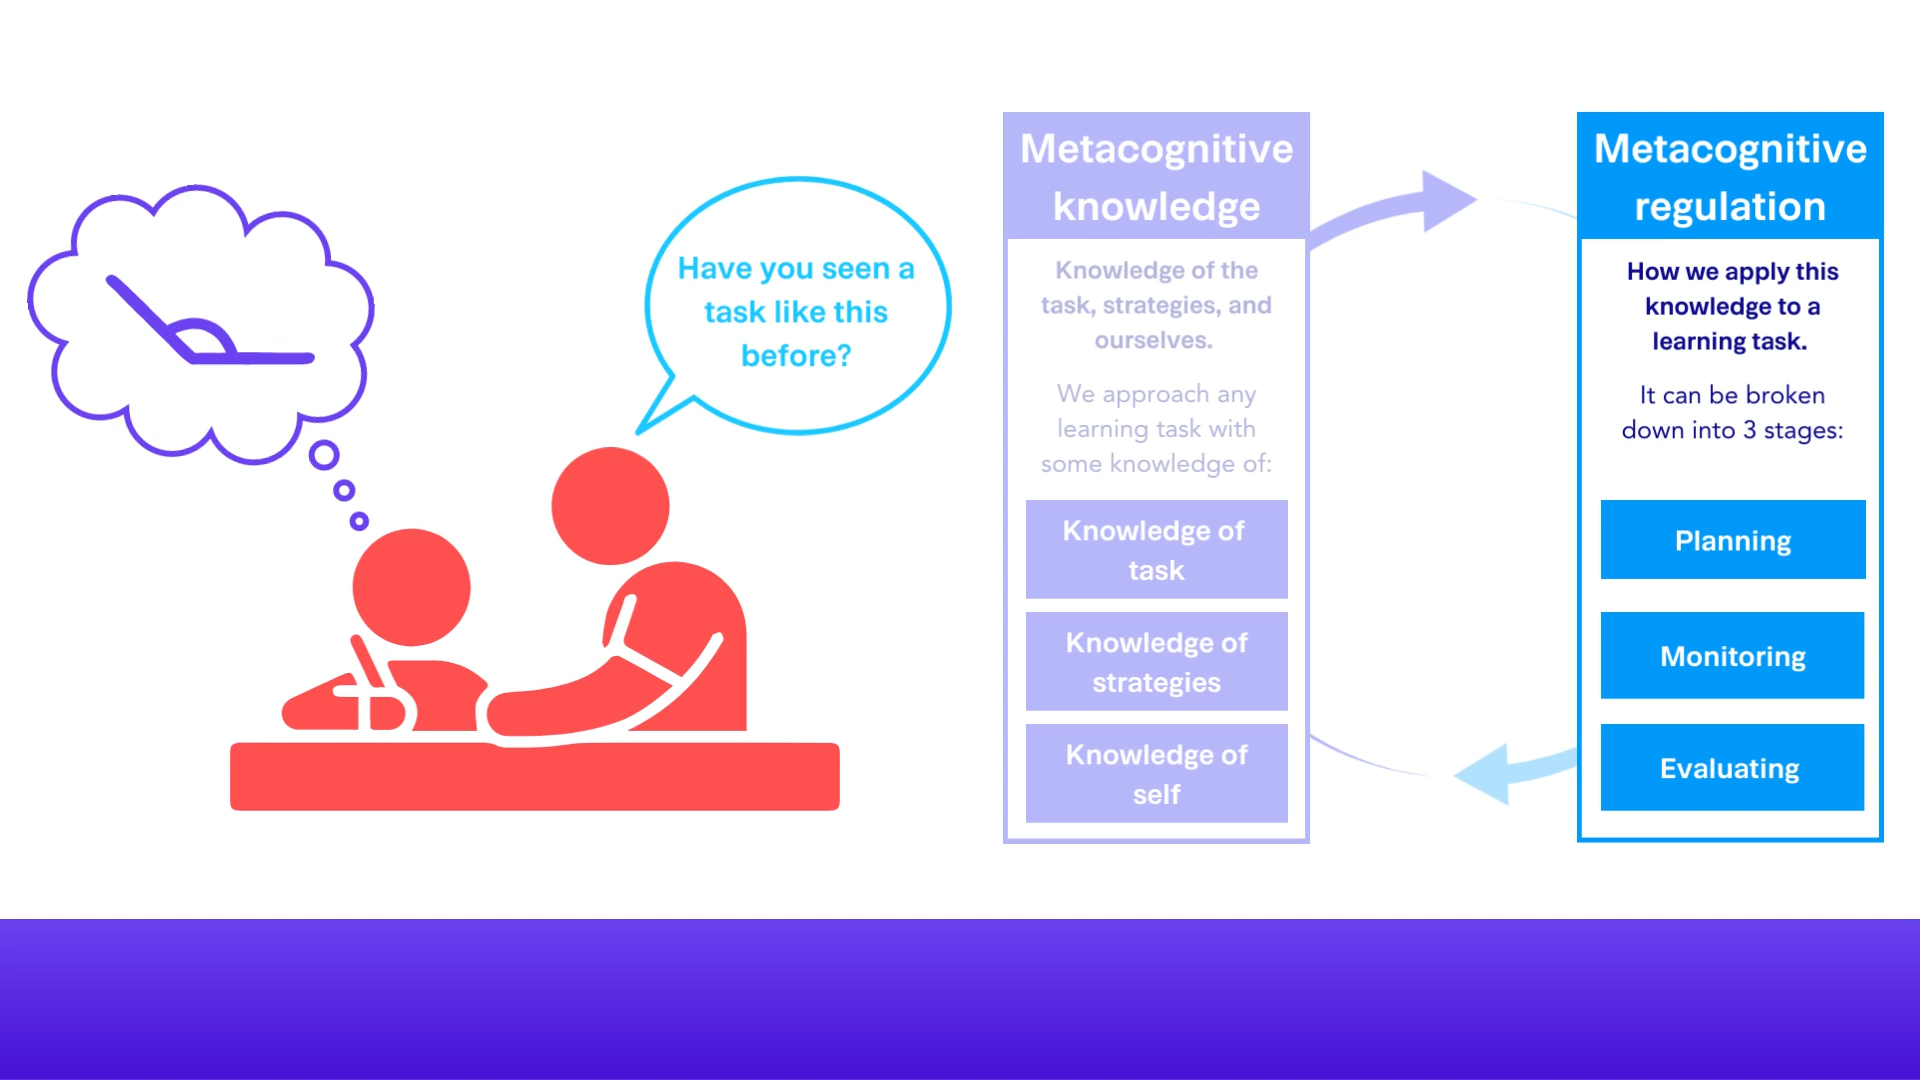 Have you seen a
task like this
before?
Metacognitive
knowledge
Knowledge of the
task, strategies, and
ourselves.
We approach any
learning task with
some knowledge of:
Knowledge of
task
Knowledge of
strategies
Knowledge of
self
Metacognitive
regulation
How we apply this
knowledge to a
learning task.
It can be broken
down into 3 stages:
Planning
Monitoring
Evaluating